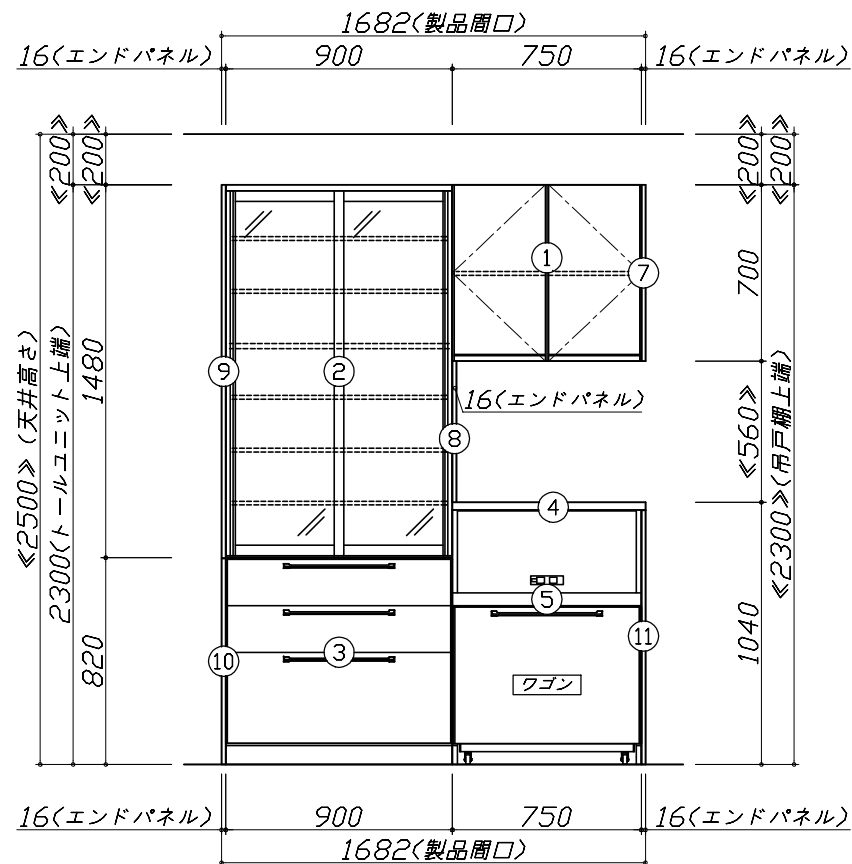 1682(製品間口)
16(エンドパネル) 900 750 16(エンドパネル)
≪200≫ ≪200≫ ≪200≫ ≪200≫
≪2500≫(天井高さ)
2300(トールユニット上端)
1480
820
1
2
3
4
5
7
8
9
10
11
16(エンドパネル)
ワゴン
700
≪560≫
1040
≪2300≫(吊戸棚上端)
16(エンドパネル) 900 750 16(エンドパネル)
1682(製品間口)